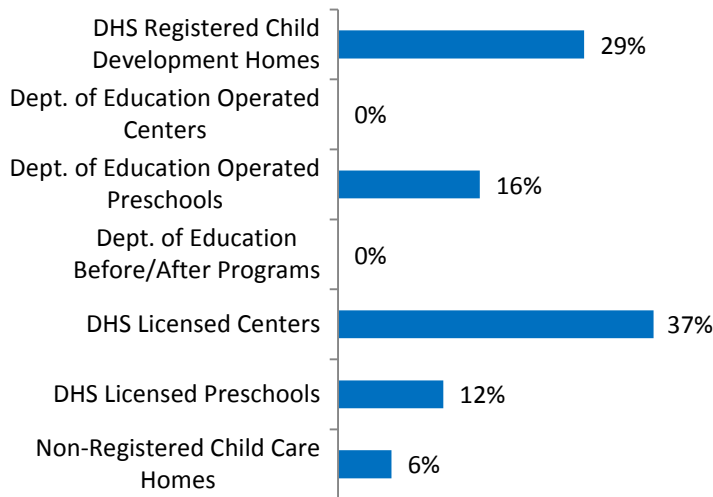 DHS Registered Child
Development Homes
29%
Dept. of Education Operated
Centers
0%
Dept. of Education Operated
Preschools
16%
Dept. of Education
Before/After Programs
0%
DHS Licensed Centers
37%
DHS Licensed Preschools
12%
Non-Registered Child Care
Homes
6%